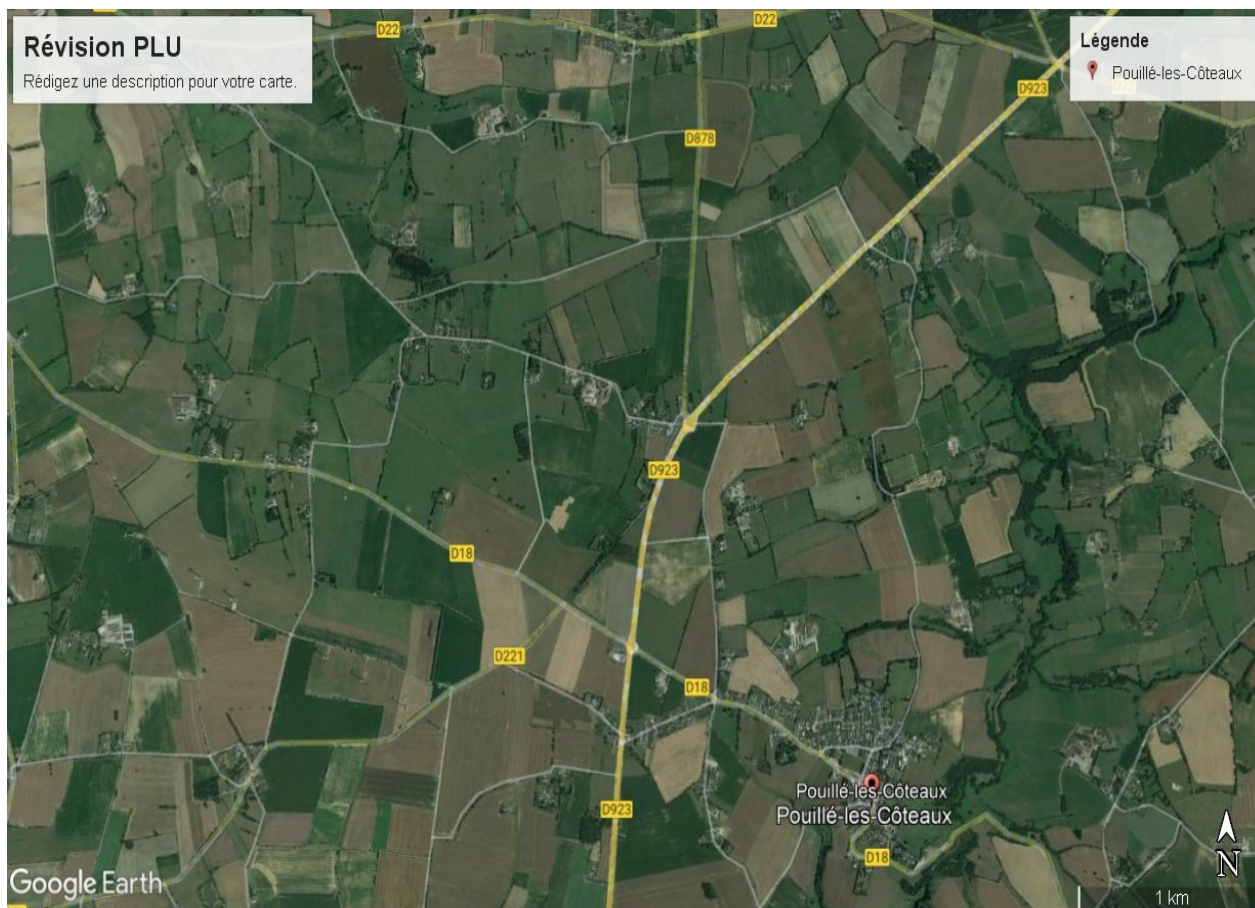 Révision PLU
Rédigez une description pour votre carte.
Légende
Pouillé-les-Côteaux
D22
D22
D923
D22
D878
D923
D18
D221
D18
Pouillé-les-Côteaux
Pouillé-les-Côteaux
D923
D18
N
Google Earth
1 km